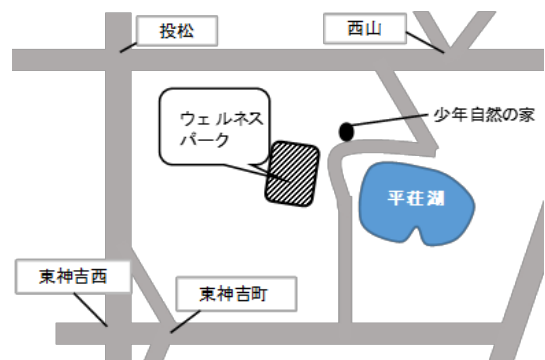 投松
西山
ウェルネス
パーク
少年自然の家
平荘湖
東神吉西
東神吉町